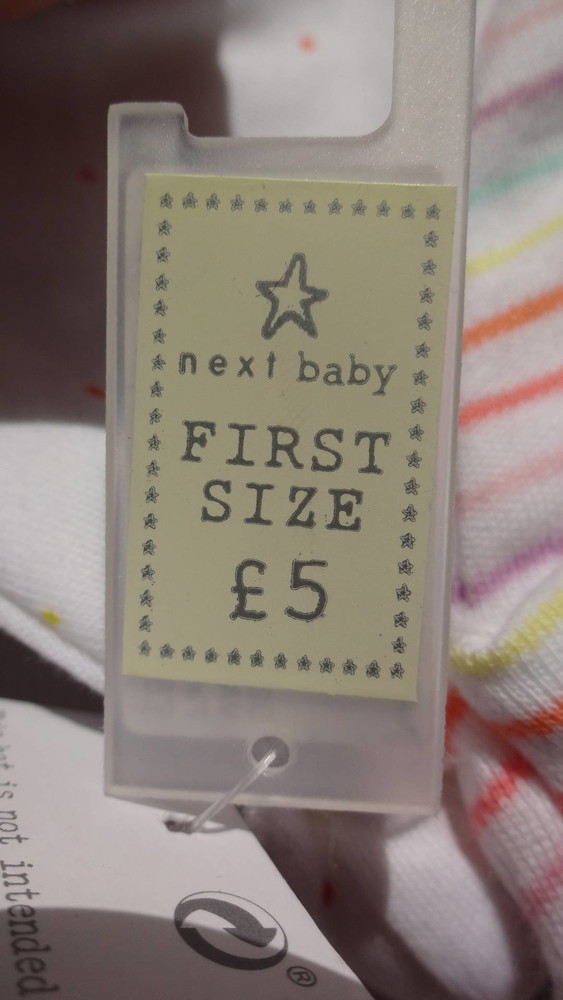 next baby
FIRST
SIZE
£5
is not intended
®